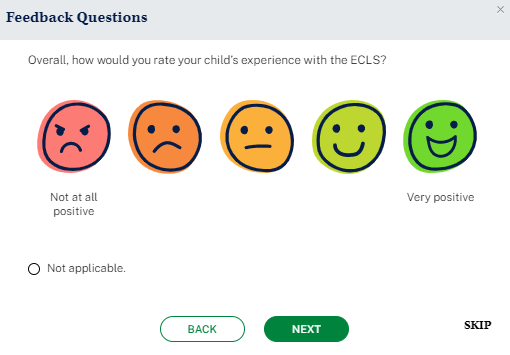 Feedback Questions
×
Overall, how would you rate your child's experience with the ECLS?
Not at all
positive
Very positive
Not applicable.
BACK
NEXT
SKIP